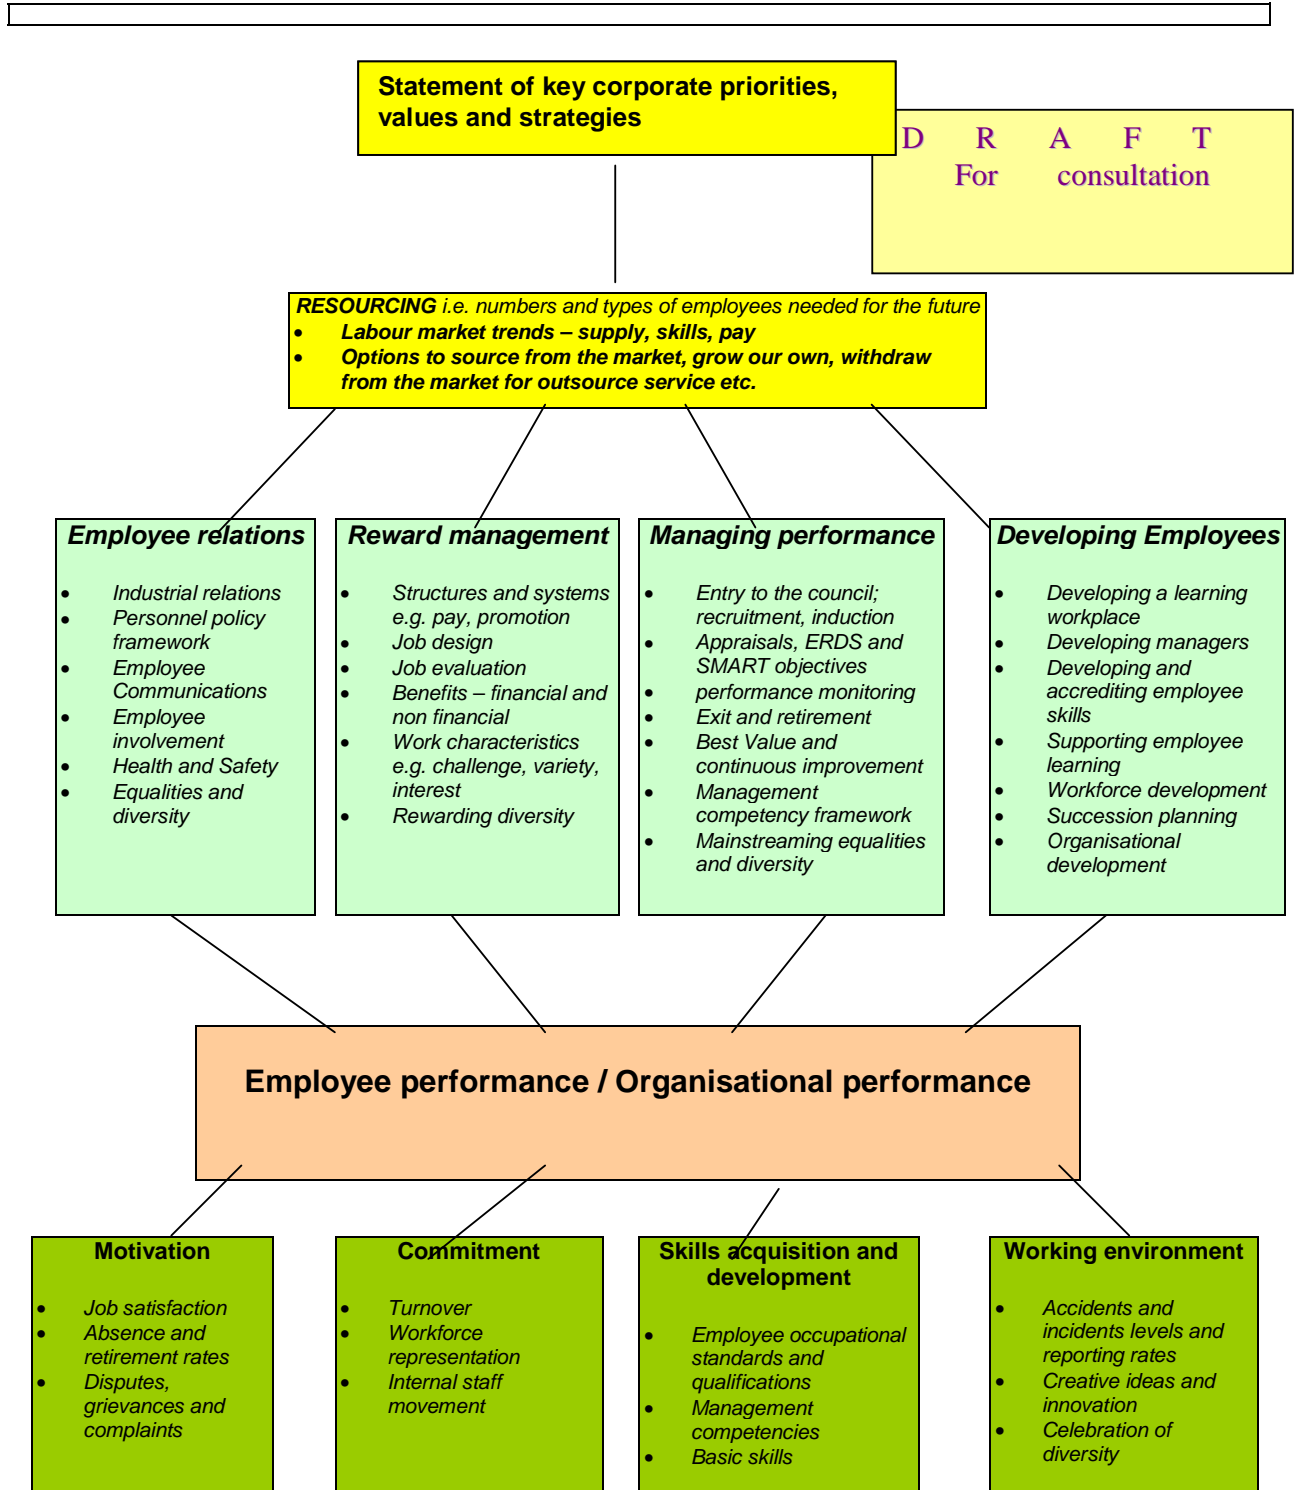 Statement of key corporate priorities,
values and strategies
D R A F T
For consultation
RESOURCING i.e. numbers and types of employees needed for the future
• Labour market trends – supply, skills, pay
• Options to source from the market, grow our own, withdraw
from the market for outsource service etc.
Employee relations
• Industrial relations
• Personnel policy
framework
• Employee
Communications
• Employee
involvement
• Health and Safety
• Equalities and
diversity
Reward management
• Structures and systems
e.g. pay, promotion
• Job design
• Job evaluation
• Benefits – financial and
non financial
• Work characteristics
e.g. challenge, variety,
interest
• Rewarding diversity
Managing performance
• Entry to the council;
recruitment, induction
• Appraisals, ERDS and
SMART objectives
• performance monitoring
• Exit and retirement
• Best Value and
continuous improvement
• Management
competency framework
• Mainstreaming equalities
and diversity
Developing Employees
• Developing a learning
workplace
• Developing managers
• Developing and
accrediting employee
skills
• Supporting employee
learning
• Workforce development
• Succession planning
• Organisational
development
Employee performance / Organisational performance
Motivation
• Job satisfaction
• Absence and
retirement rates
• Disputes,
grievances and
complaints
Commitment
• Turnover
• Workforce
representation
• Internal staff
movement
Skills acquisition and
development
• Employee occupational
standards and
qualifications
• Management
competencies
• Basic skills
Working environment
• Accidents and
incidents levels and
reporting rates
• Creative ideas and
innovation
• Celebration of
diversity